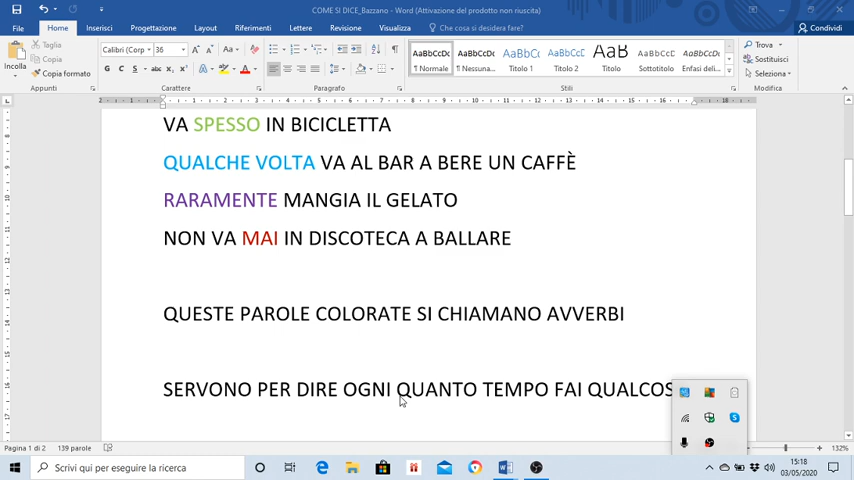 COME SI DICE_Bazzano - Word (Attivazione del prodotto non riuscita)
File Home Inserisci Progettazione Layout Riferimenti Lettere Revisione Visualizza Che cosa si desidera fare? Condividi
Incolla
Taglia
Copia
Copia formato
Appunti
Calibri (Corp 36
Carattere
Paragrafo
AaBbCcDc AaBbCcDc AaBbCc AaBbCcD AaBb AaBbCcD AaBbCcDc
¶ Normale ¶ Nessuna... Titolo 1 Titolo 2 Titolo Sottotitolo Enfasi deli...
Stili
Trova
Sostituisci
Seleziona
Modifica
VA SPESSO IN BICICLETTA
QUALCHE VOLTA VA AL BAR A BERE UN CAFFÈ
RARAMENTE MANGIA IL GELATO
NON VA MAI IN DISCOTECA A BALLARE
QUESTE PAROLE COLORATE SI CHIAMANO AVVERBI
SERVONO PER DIRE OGNI QUANTO TEMPO FAI QUALCOS
Pagina 1 di 2 139 parole 132%
Scrivi qui per eseguire la ricerca
15:18
03/05/2020